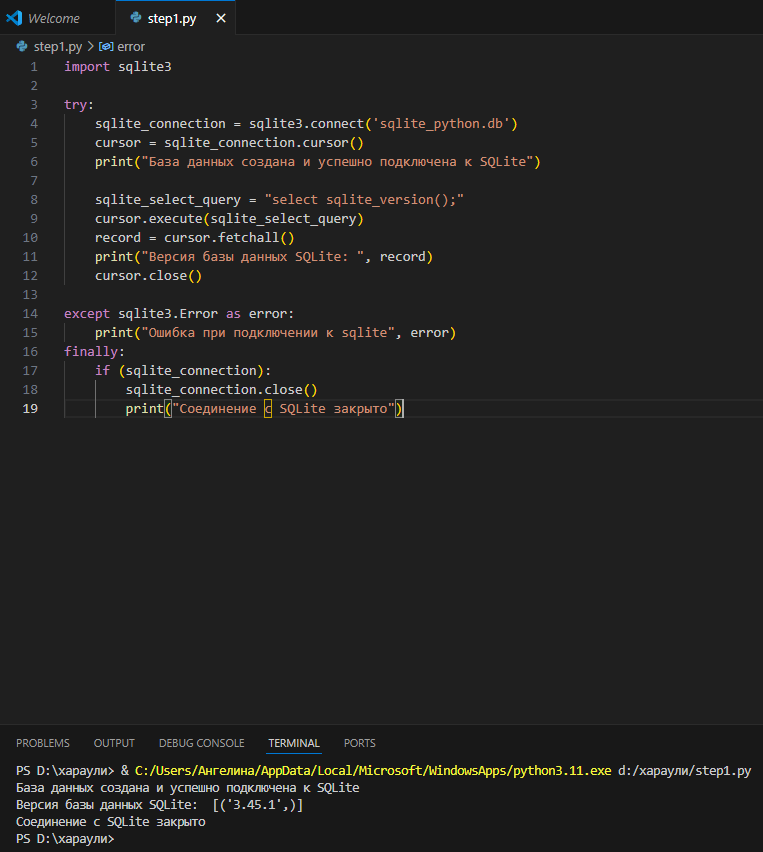 Welcome
step1.py
step1.py > error
1 import sqlite3
2
3 try:
4     sqlite_connection = sqlite3.connect('sqlite_python.db')
5     cursor = sqlite_connection.cursor()
6     print("База данных создана и успешно подключена к SQLite")
7
8     sqlite_select_query = "select sqlite_version();"
9     cursor.execute(sqlite_select_query)
10     record = cursor.fetchall()
11     print("Версия базы данных SQLite: ", record)
12     cursor.close()
13
14 except sqlite3.Error as error:
15     print("Ошибка при подключении к sqlite", error)
16 finally:
17     if (sqlite_connection):
18         sqlite_connection.close()
19         print("Соединение с SQLite закрыто")
PROBLEMS OUTPUT DEBUG CONSOLE TERMINAL PORTS
PS D:\хараули> & C:/Users/Ангелина/AppData/Local/Microsoft/WindowsApps/python3.11.exe d:/хараули/step1.py
База данных создана и успешно подключена к SQLite
Версия базы данных SQLite:  [('3.45.1',)]
Соединение с SQLite закрыто
PS D:\хараули>